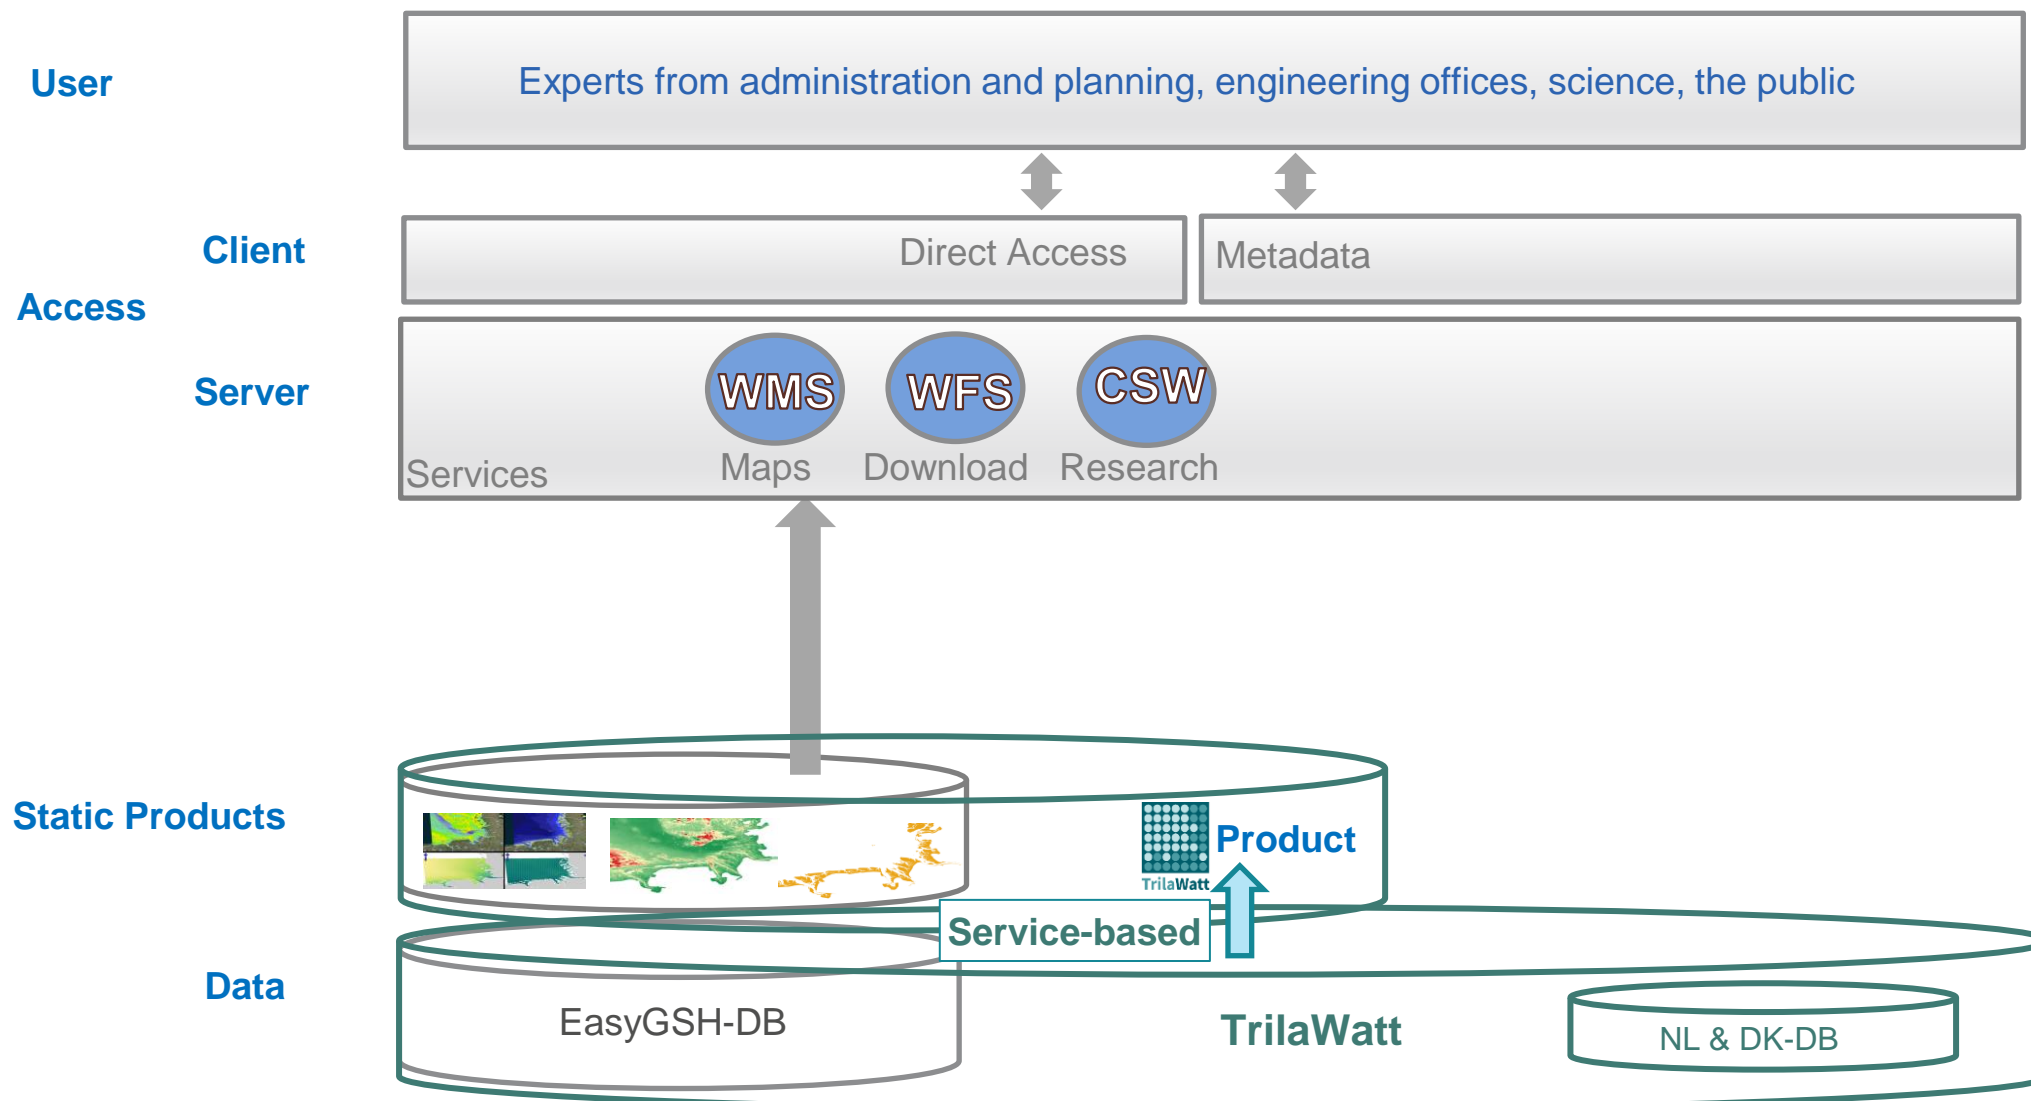 User
Experts from administration and planning, engineering offices, science, the public
Client
Direct Access
Metadata
Access
Server
WMS
WFS
CSW
Services
Maps
Download
Research
Static Products
Product
TrilaWatt
Service-based
Data
EasyGSH-DB
TrilaWatt
NL & DK-DB